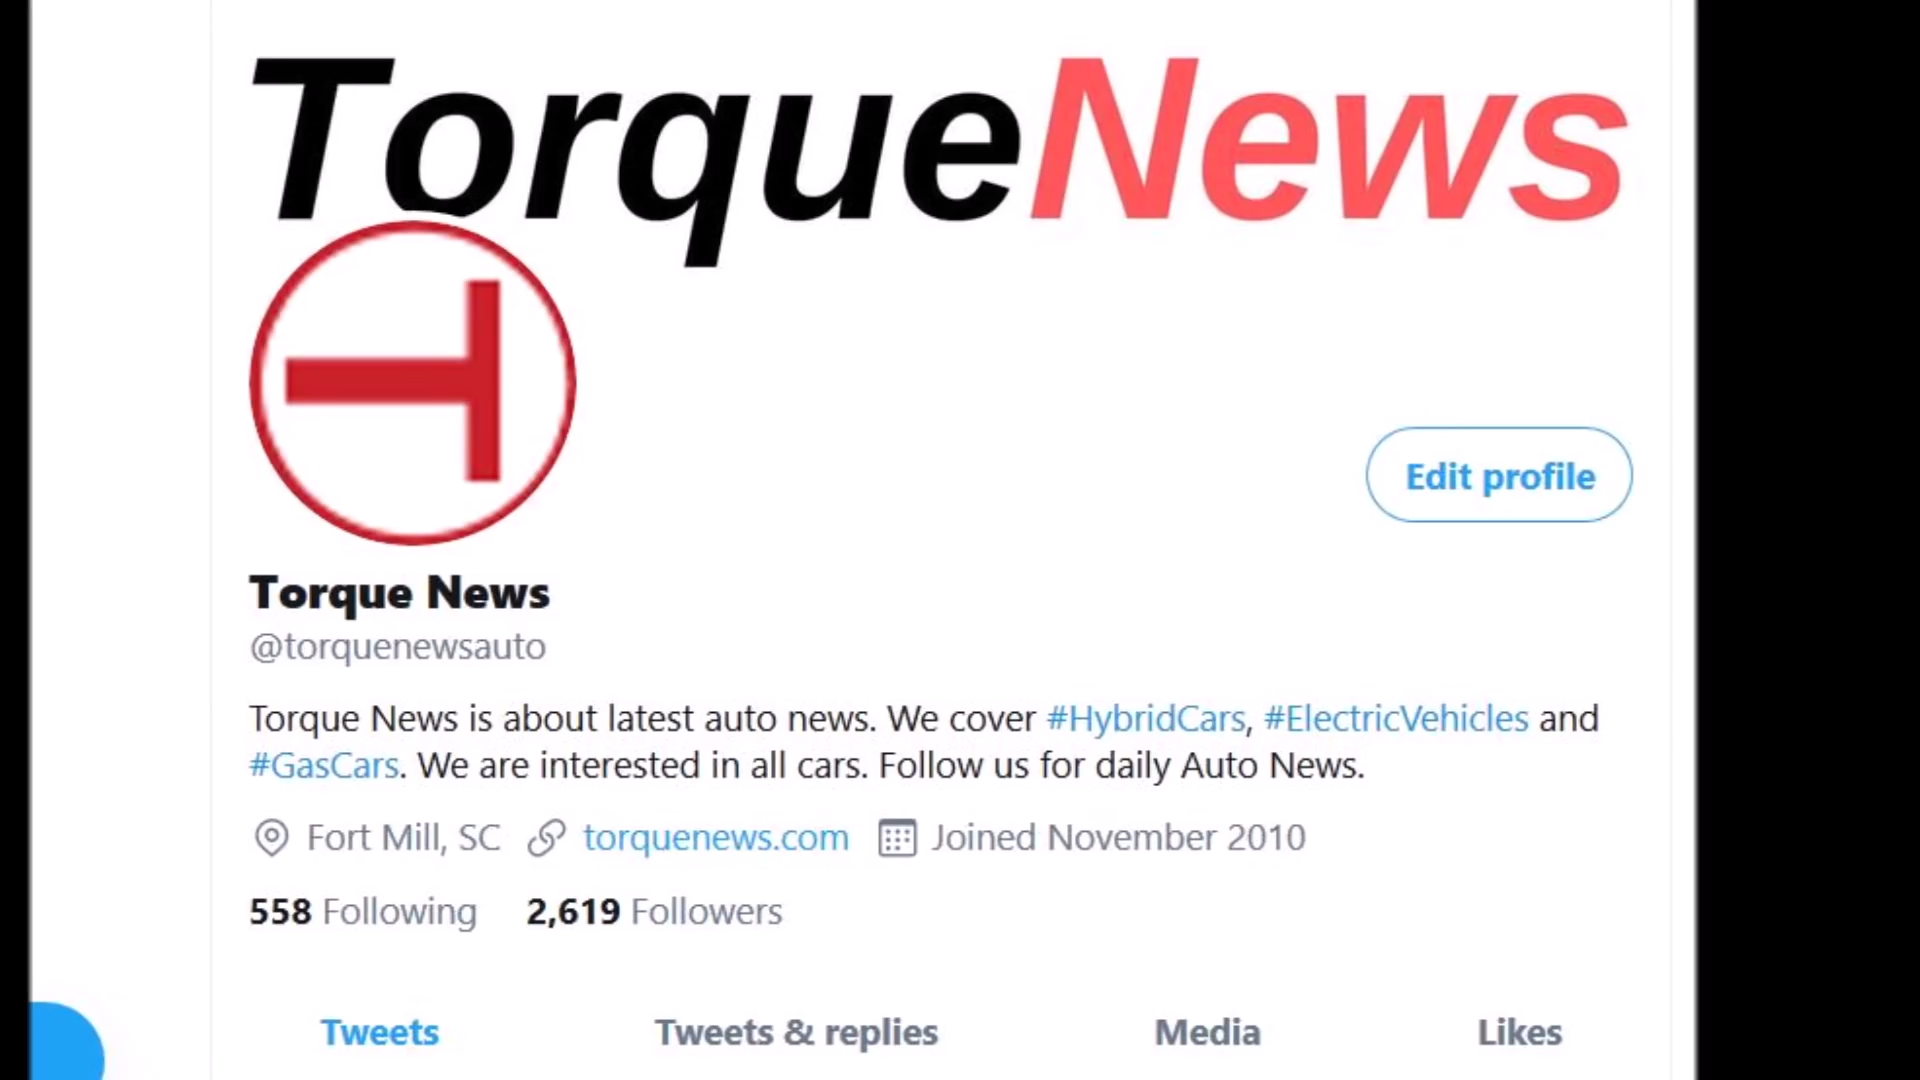 TorqueNews
T
Edit profile
Torque News
@torquenewsauto
Torque News is about latest auto news. We cover #HybridCars, #ElectricVehicles and
#GasCars. We are interested in all cars. Follow us for daily Auto News.
Fort Mill, SC torquenews.com Joined November 2010
558 Following 2,619 Followers
Tweets Tweets & replies Media Likes